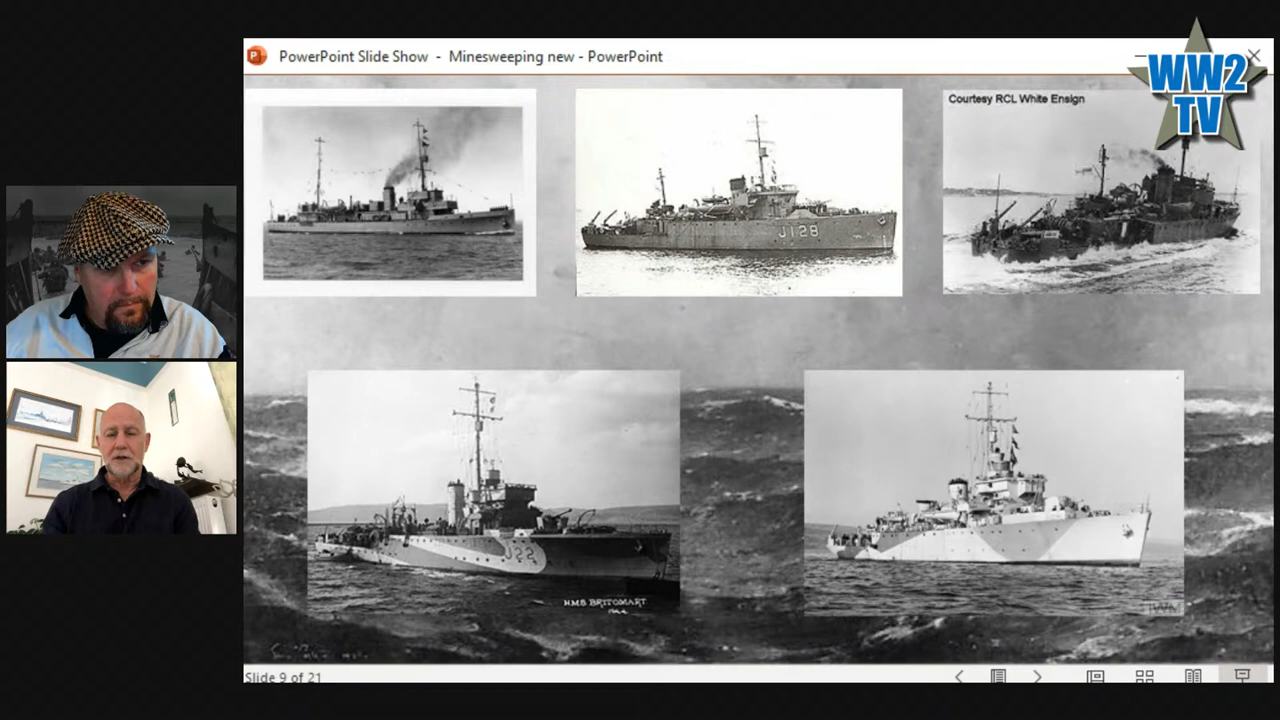 PowerPoint Slide Show - Minesweeping new - PowerPoint
WW2
TV
Courtesy RCL White Ensign
J128
J22
H.M.S BRITOMART
IWM
Slide 9 of 21